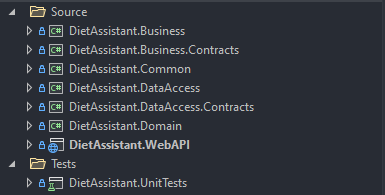 Source
C# DietAssistant.Business
C# DietAssistant.Business.Contracts
C# DietAssistant.Common
C# DietAssistant.DataAccess
C# DietAssistant.DataAccess.Contracts
C# DietAssistant.Domain
DietAssistant.WebAPI
Tests
DietAssistant.UnitTests